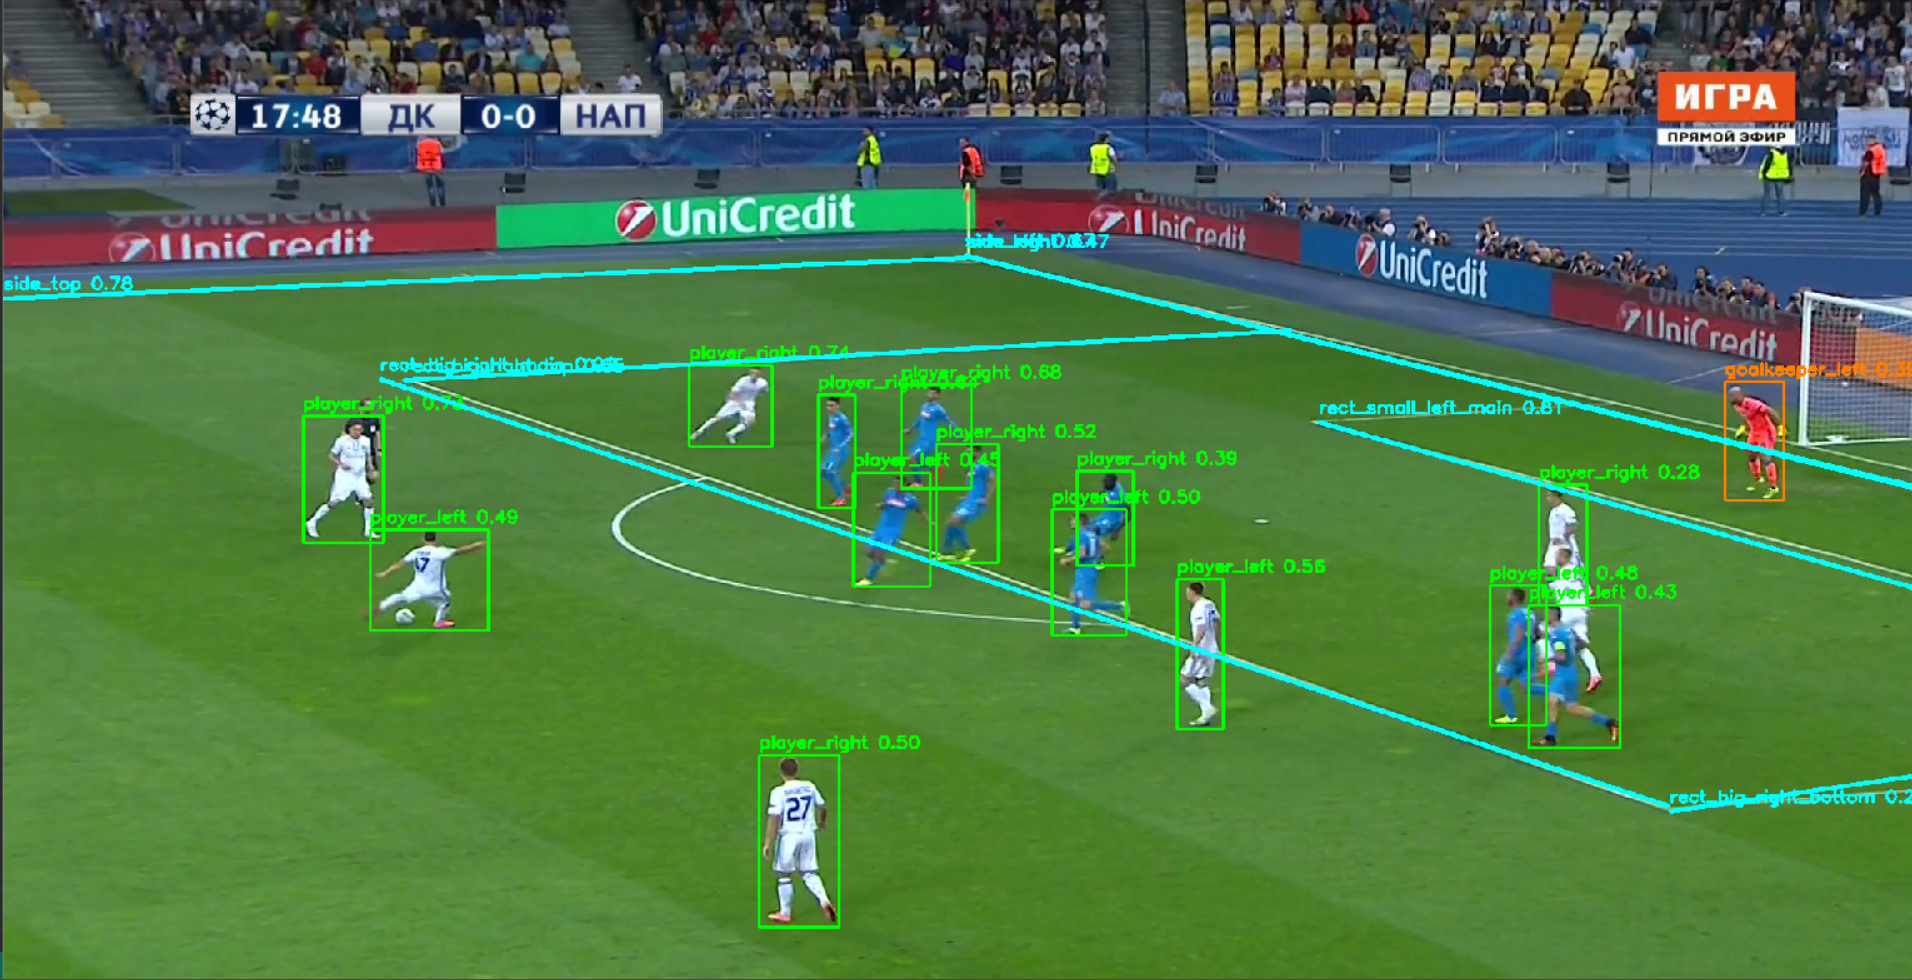 17:48 ДК 0-0 НАП
ИГРА
ПРЯМОЙ ЭФИР
UniCredit
UniCredit
UniCredit
UniCredit
UniCredit
side_top 0.78
player_right 0.74
rect_small_left_main 0.81
goalkeeper_left
player_right 0.68
player_right
player_right 0.52
player_left 0.45
player_right 0.39
player_right 0.28
player_left 0.50
player_left 0.49
17
player_left 0.56
player_left 0.48
player_left 0.43
player_right 0.50
rect_big_right_bottom
27